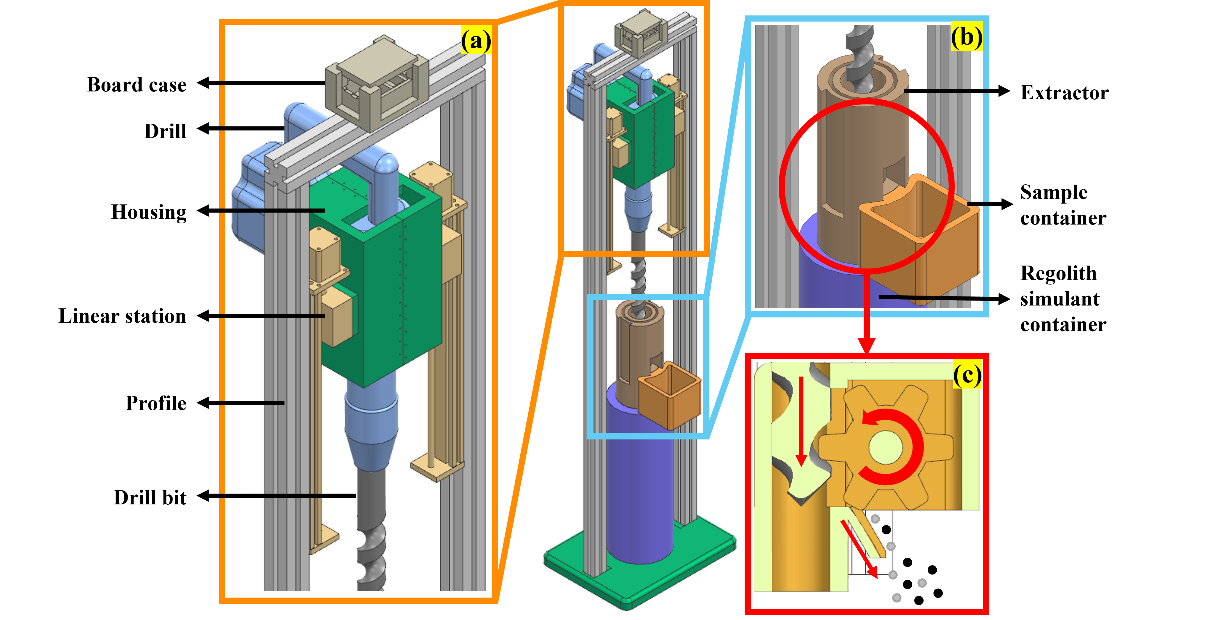 (a)
Board case
Drill
Housing
Linear station
Profile
Drill bit
(b)
Extractor
Sample
container
Regolith
simulant
container
(c)